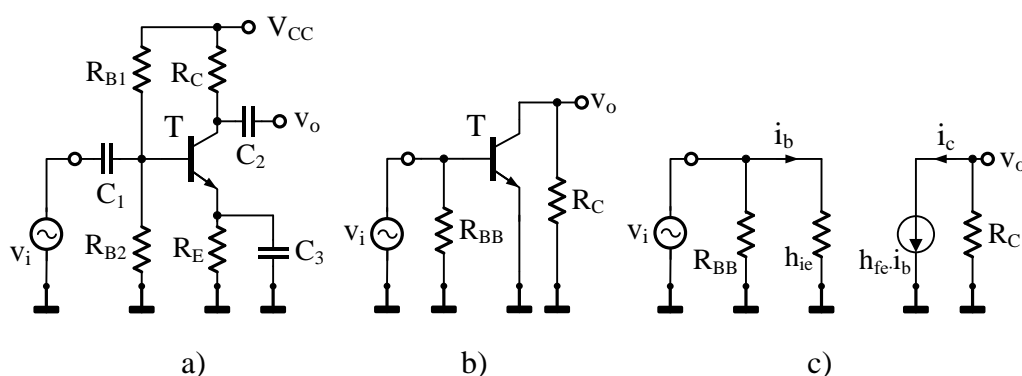 V_CC
R_B1
R_C
T
C_2
v_o
C_1
v_i
R_B2
R_E
C_3
a)
T
v_o
v_i
R_BB
R_C
b)
i_b
i_c
v_o
v_i
R_BB
h_ie
h_fe.i_b
R_C
c)